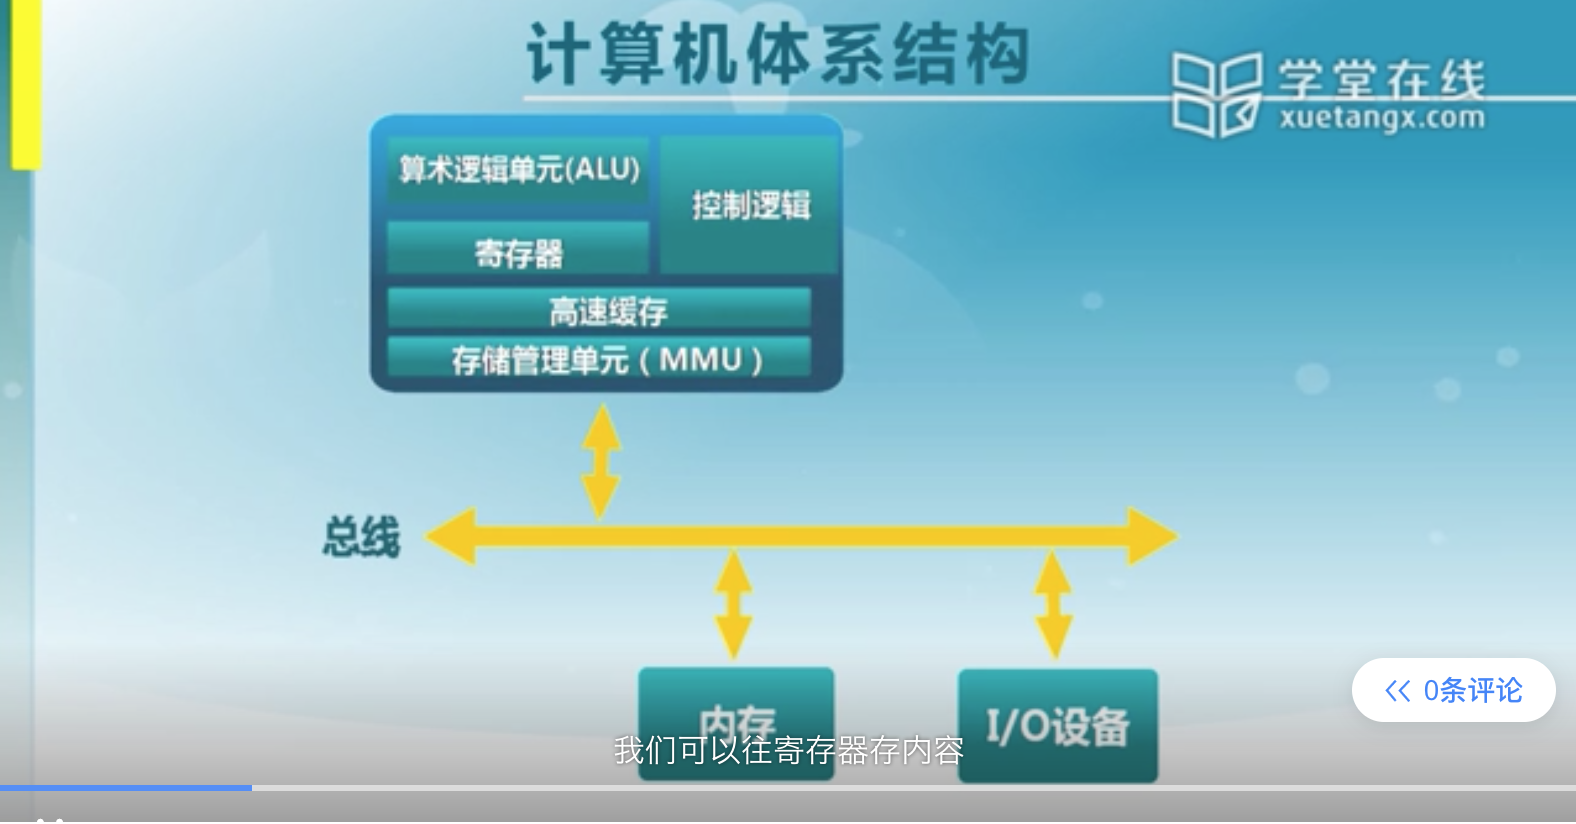 计算机体系结构
学堂在线
xuetangx.com
算术逻辑单元(ALU)
控制逻辑
寄存器
高速缓存
存储管理单元（MMU）
总线
内存
I/O设备
0条评论
我们可以往寄存器存内容